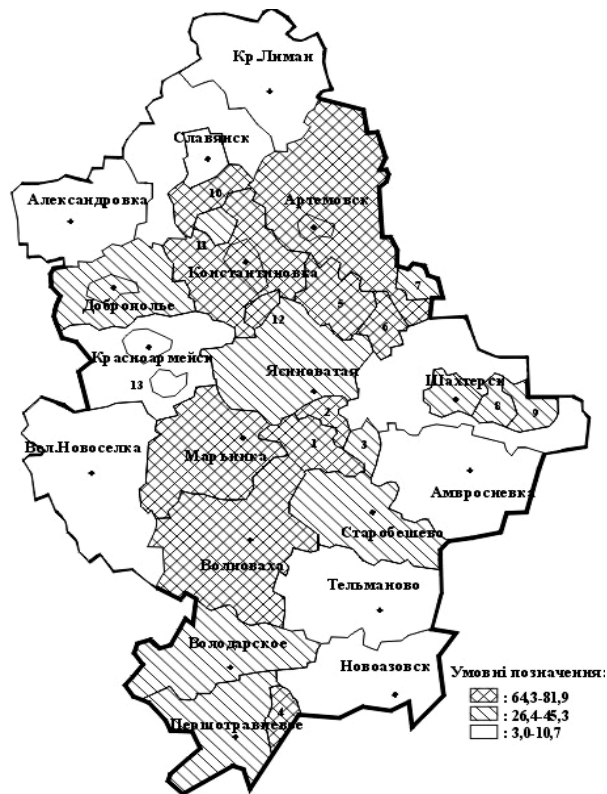 Кр.Лиман
Славянск
10
Александровка
Артемовск
11
Константиновка
7
Доброполье
5
6
12
Красноармейск
Ясиноватая
13
Шахтерск
8
9
2
Вел.Новоселка
1
3
Марьинка
Амвросиевка
Старобешево
Волноваха
Тельманово
Володарское
Новоазовск
Умовні позначення:
: 64,3-81,9
4
: 26,4-45,3
Першотравневое
: 3,0-10,7